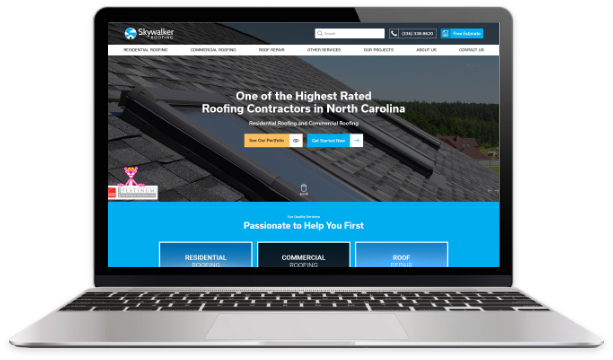 Skywalker
ROOFING
Search
(336) 339-8420
Free Estimate
RESIDENTIAL ROOFING
COMMERCIAL ROOFING
ROOF REPAIR
OTHER SERVICES
OUR PROJECTS
ABOUT US
CONTACT US
One of the Highest Rated
Roofing Contractors in North Carolina
Residential Roofing and Commercial Roofing
See Our Portfolio
Get Started Now
PLATINUM
Our Quality Services
Passionate to Help You First
RESIDENTIAL
ROOFING
COMMERCIAL
ROOFING
ROOF
REPAIR